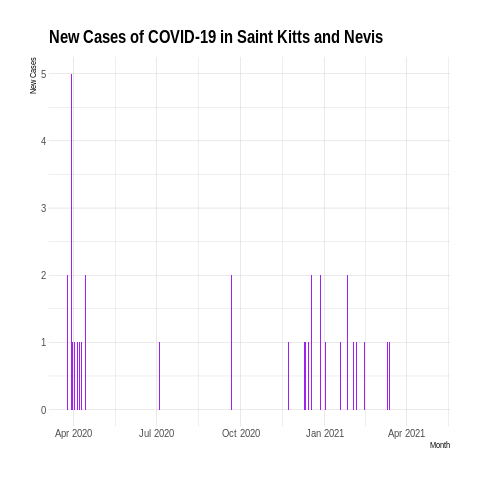 New Cases of COVID-19 in Saint Kitts and Nevis
New Cases
5
4
3
2
1
0
Apr 2020 Jul 2020 Oct 2020 Jan 2021 Apr 2021
Month